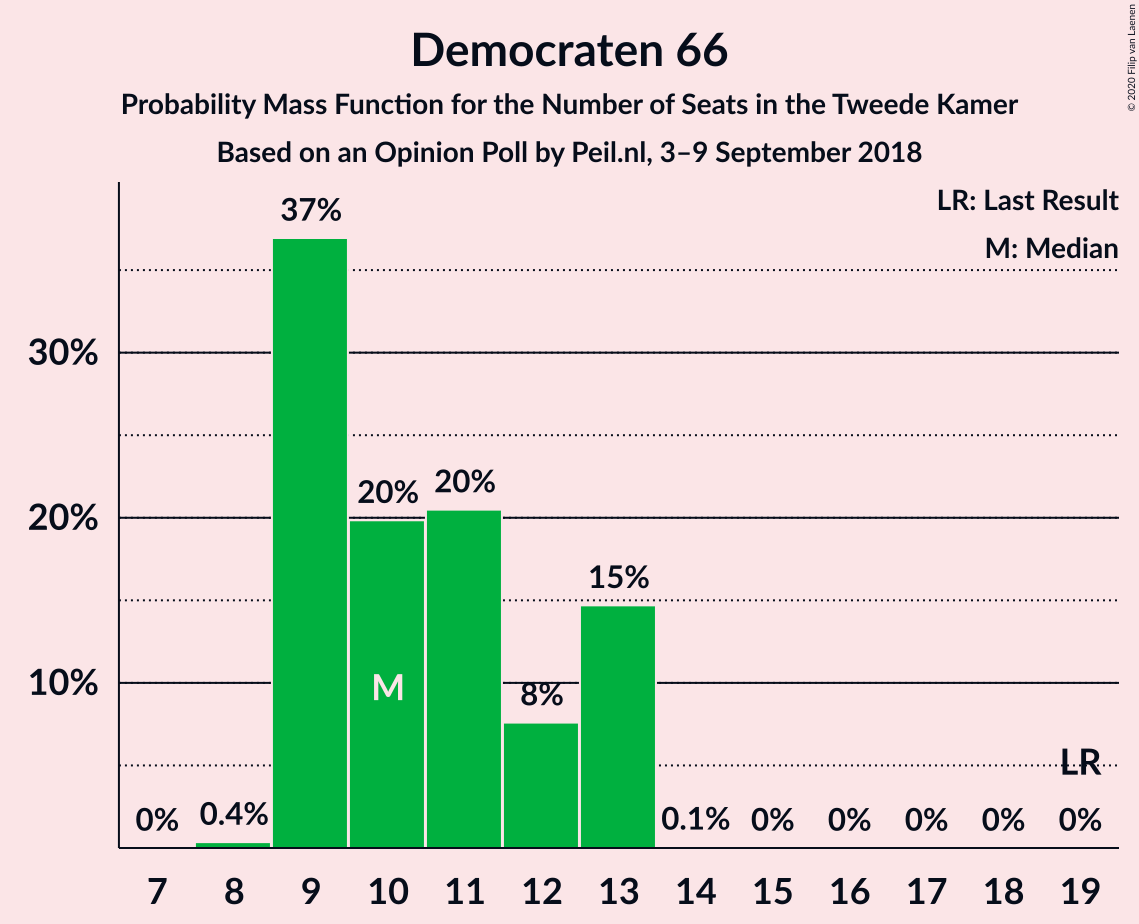 Democraten 66
Probability Mass Function for the Number of Seats in the Tweede Kamer
Based on an Opinion Poll by Peil.nl, 3–9 September 2018
© 2020 Filip van Laenen
LR: Last Result
M: Median
30%
20%
10%
0%
0.4%
37%
20%
20%
8%
15%
0.1%
0%
0%
0%
0%
0%
M
LR
7 8 9 10 11 12 13 14 15 16 17 18 19